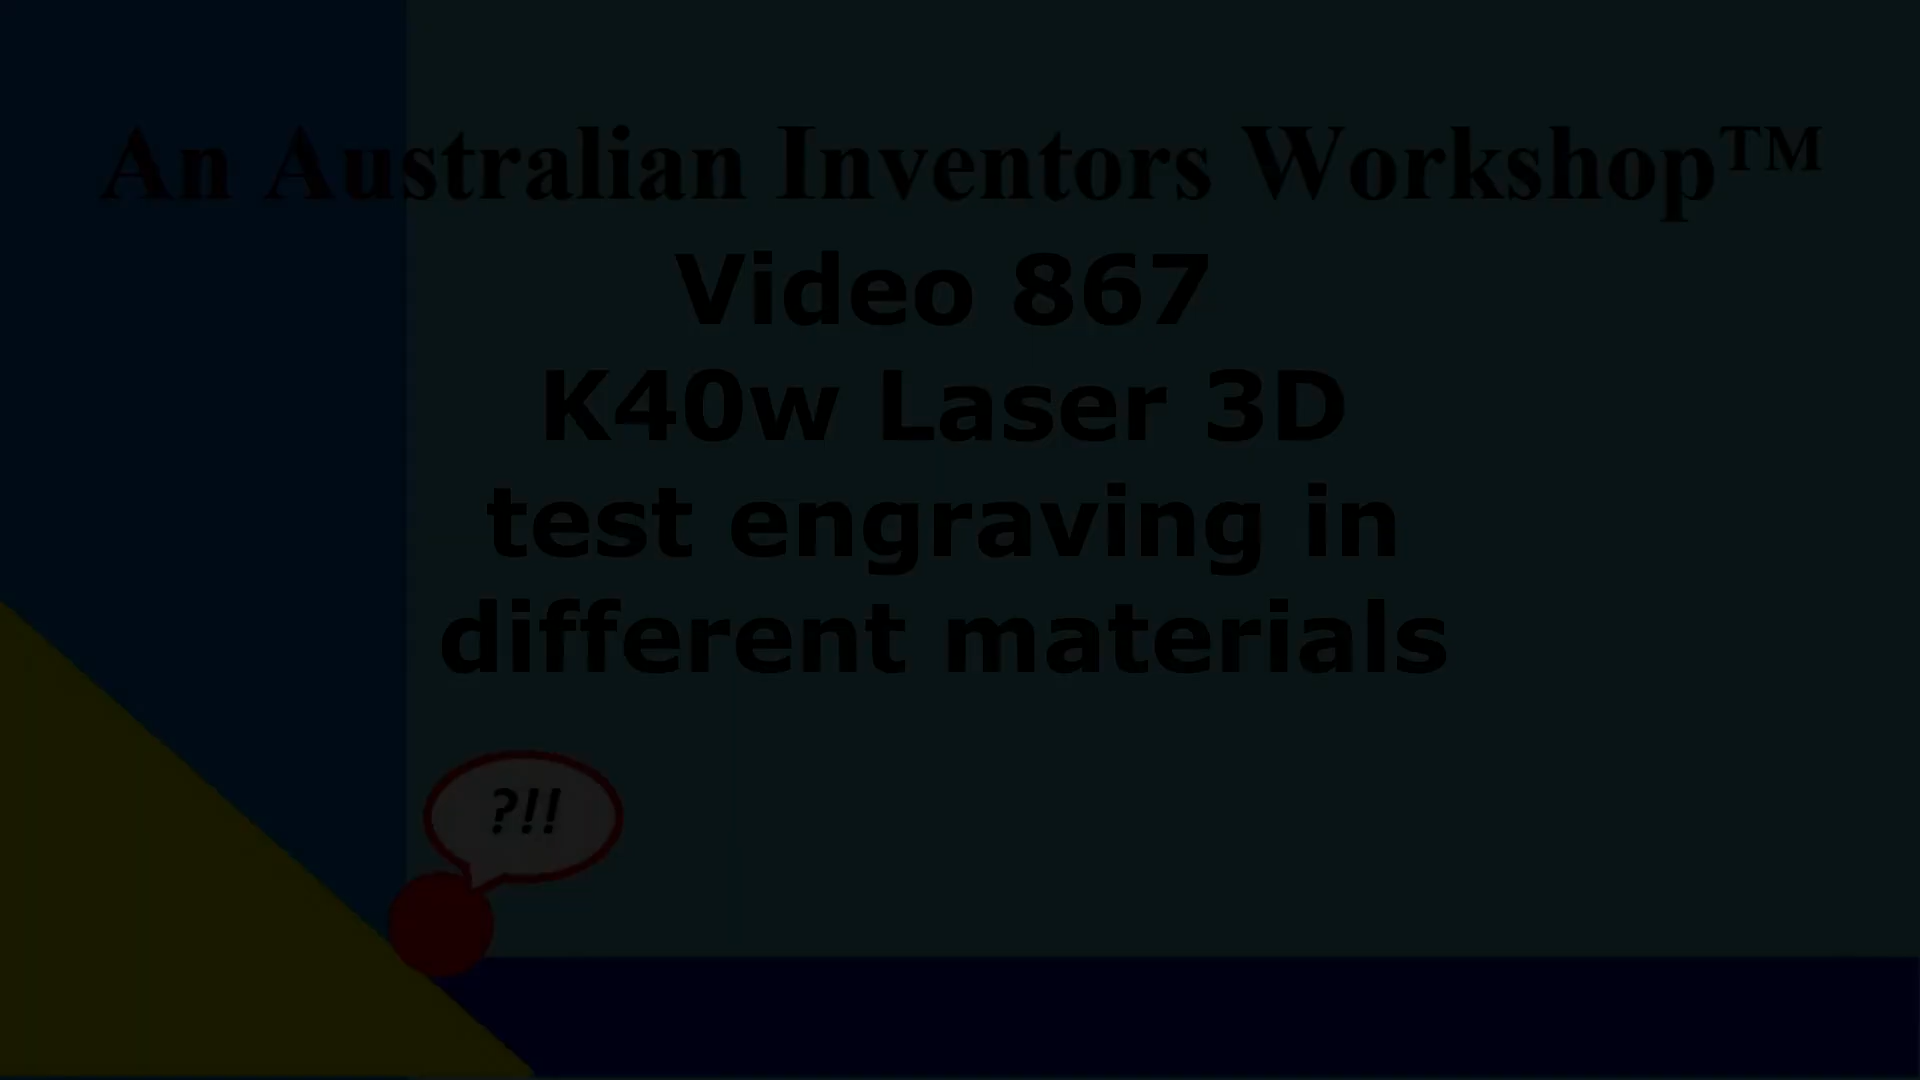 An Australian Inventors Workshop™
Video 867
K40w Laser 3D
test engraving in
different materials
?!!